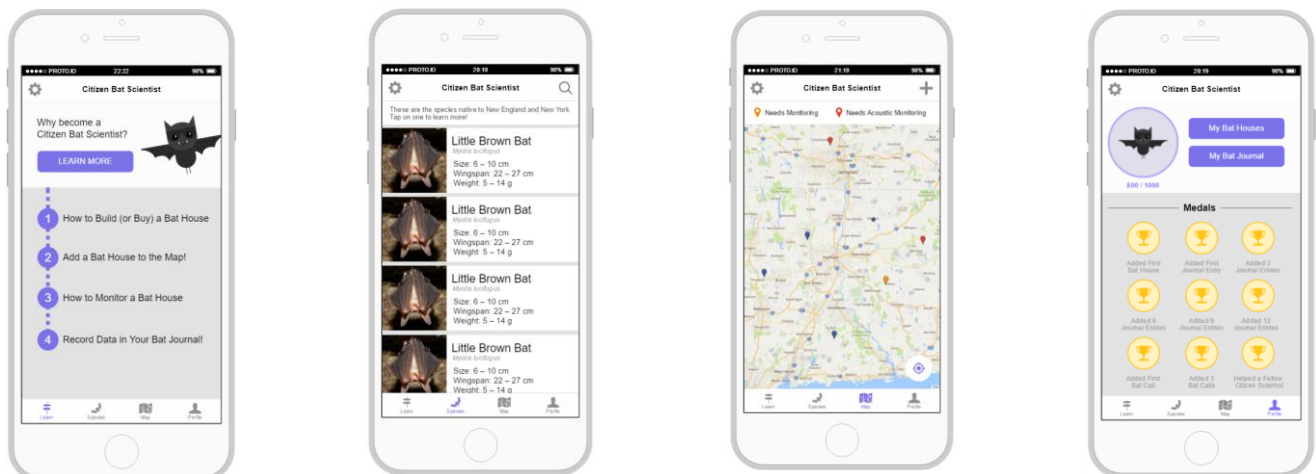 PROTO.IO 22:22 90%
Citizen Bat Scientist
Why become a
Citizen Bat Scientist?
LEARN MORE
1 How to Build (or Buy) a Bat House
2 Add a Bat House to the Map!
3 How to Monitor a Bat House
4 Record Data in Your Bat Journal!
Learn Species Map Profile
PROTO.IO 20:19 90%
Citizen Bat Scientist
These are the species native to New England and New York
Tap on one to learn more!
Little Brown Bat
Myotis lucifugus
Size: 6 – 10 cm
Wingspan: 22 – 27 cm
Weight: 5 – 14 g
Little Brown Bat
Myotis lucifugus
Size: 6 – 10 cm
Wingspan: 22 – 27 cm
Weight: 5 – 14 g
Little Brown Bat
Myotis lucifugus
Size: 6 – 10 cm
Wingspan: 22 – 27 cm
Weight: 5 – 14 g
Little Brown Bat
Myotis lucifugus
Size: 6 – 10 cm
Wingspan: 22 – 27 cm
Weight: 5 – 14 g
Learn Species Map Profile
PROTO.IO 21:19 90%
Citizen Bat Scientist
Needs Monitoring Needs Acoustic Monitoring
Learn Species Map Profile
PROTO.IO 20:19 90%
Citizen Bat Scientist
My Bat Houses
My Bat Journal
800 / 1000
Medals
Added First Added First Added 3
Bat House Journal Entry Journal Entries
Added 6 Added 9 Added 12
Journal Entries Journal Entries Journal Entries
Added First Added 3 Helped a Fellow
Bat Call Bat Calls Citizen Scientist
Learn Species Map Profile